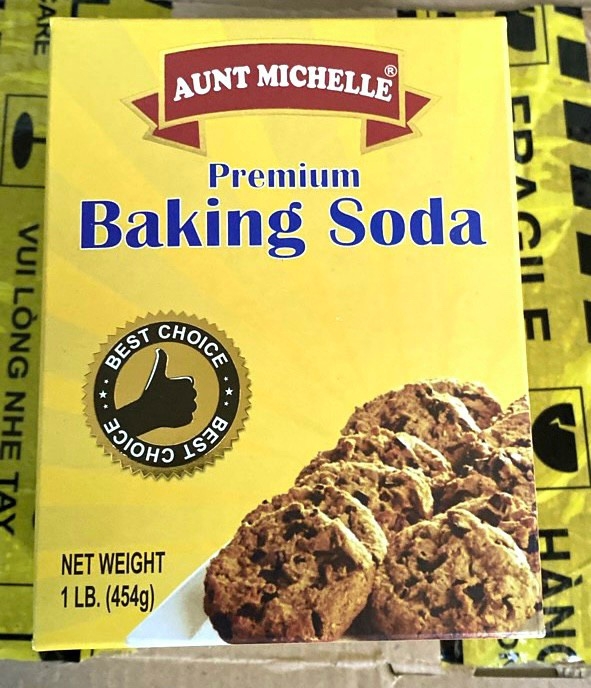 AUNT MICHELLE®
Premium
Baking Soda
BEST CHOICE
BEST CHOICE
NET WEIGHT
1 LB. (454g)
CARE
VUI LÒNG NHẸ TAY
FRAGILE
HÀNG